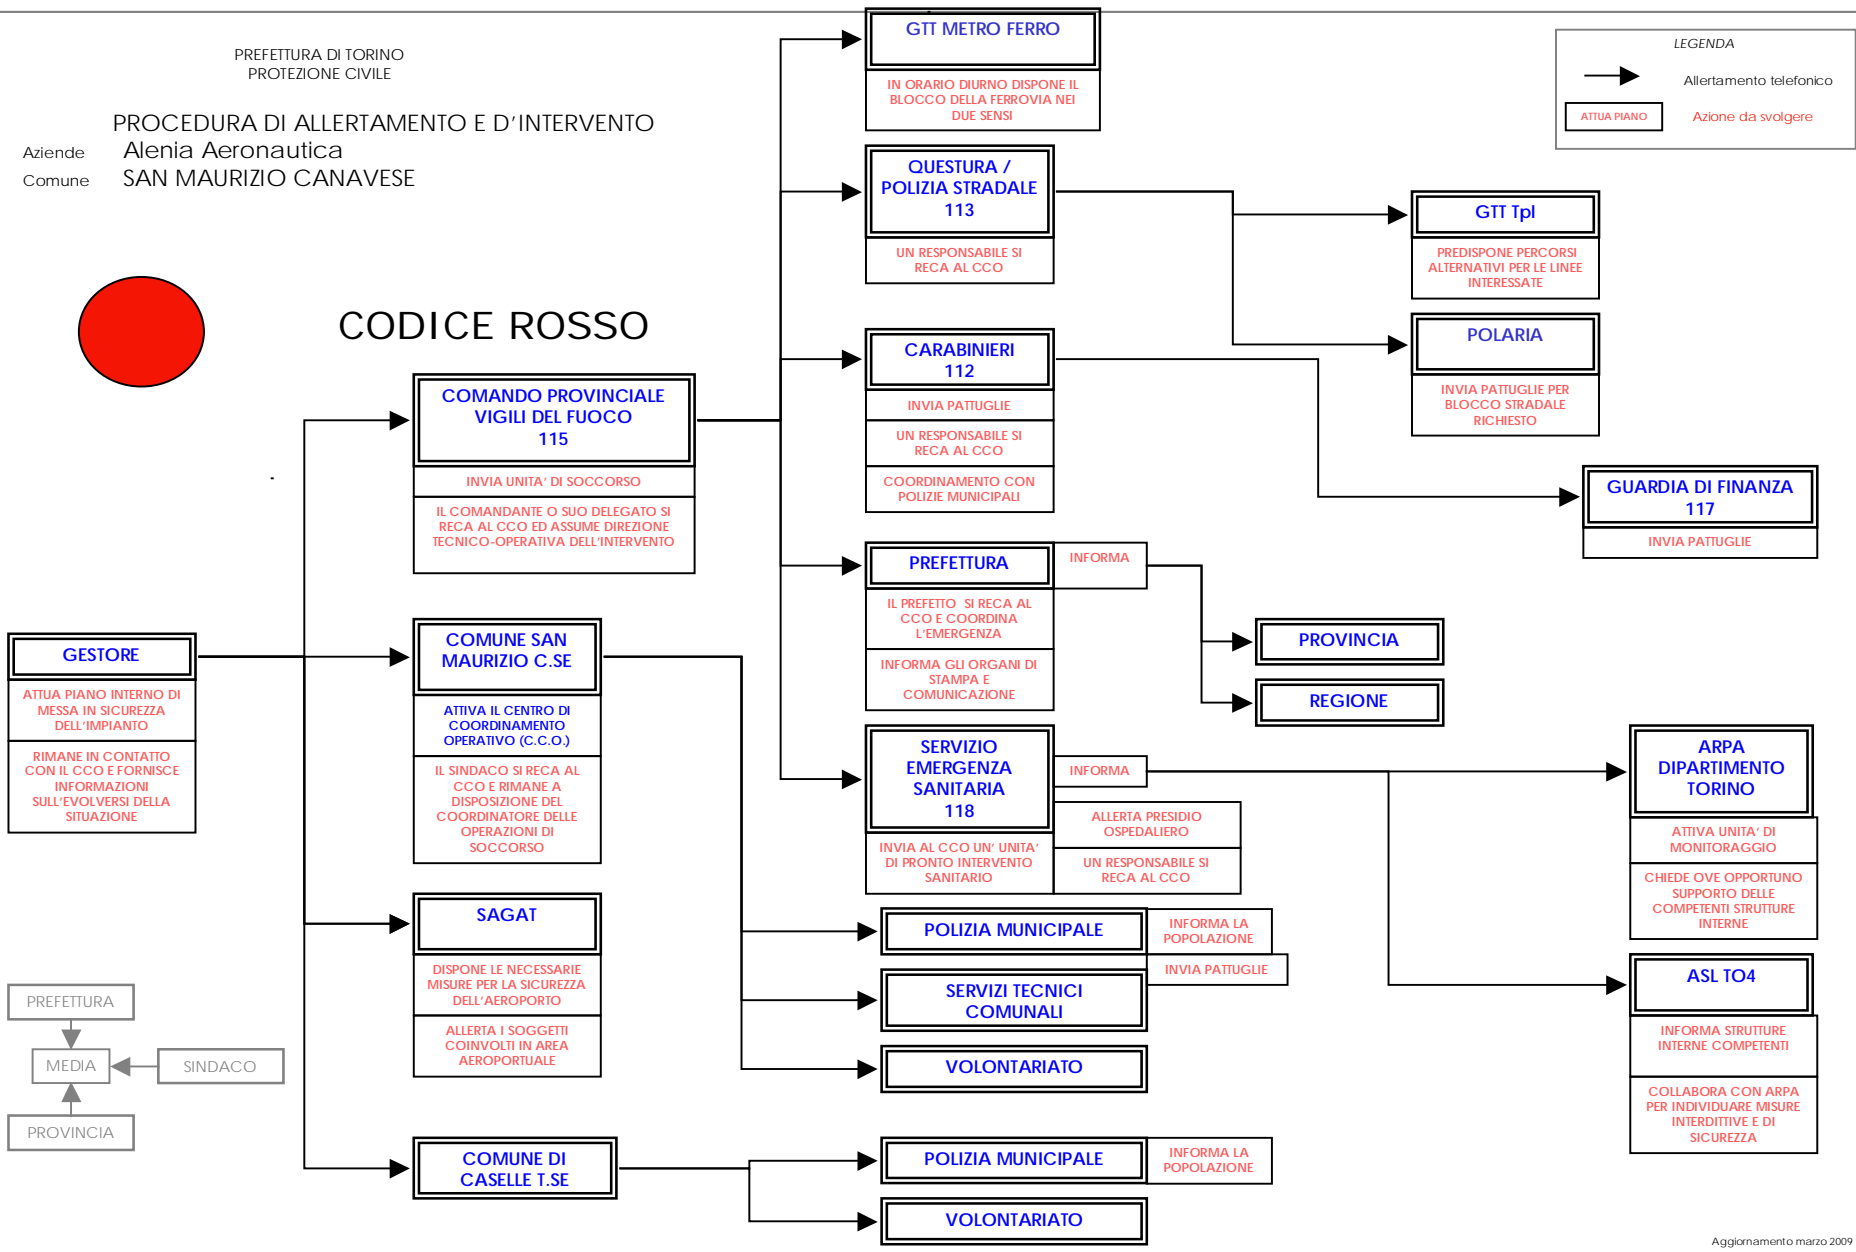 PREFETTURA DI TORINO
PROTEZIONE CIVILE
PROCEDURA DI ALLERTAMENTO E D'INTERVENTO
Aziende Alenia Aeronautica
Comune SAN MAURIZIO CANAVESE
CODICE ROSSO
LEGENDA
Allertamento telefonico
ATTUA PIANO
Azione da svolgere
GESTORE
ATTUA PIANO INTERNO DI
MESSA IN SICUREZZA
DELL'IMPIANTO
RIMANE IN CONTATTO
CON IL CCO E FORNISCE
INFORMAZIONI
SULL'EVOLVERSI DELLA
SITUAZIONE
PREFETTURA
MEDIA
SINDACO
PROVINCIA
COMANDO PROVINCIALE
VIGILI DEL FUOCO
115
INVIA UNITA' DI SOCCORSO
IL COMANDANTE O SUO DELEGATO SI
RECA AL CCO ED ASSUME DIREZIONE
TECNICO-OPERATIVA DELL'INTERVENTO
COMUNE SAN
MAURIZIO C.SE
ATTIVA IL CENTRO DI
COORDINAMENTO
OPERATIVO (C.C.O.)
IL SINDACO SI RECA AL
CCO E RIMANE A
DISPOSIZIONE DEL
COORDINATORE DELLE
OPERAZIONI DI
SOCCORSO
SAGAT
DISPONE LE NECESSARIE
MISURE PER LA SICUREZZA
DELL'AEROPORTO
ALLERTA I SOGGETTI
COINVOLTI IN AREA
AEROPORTUALE
COMUNE DI
CASELLE T.SE
GTT METRO FERRO
IN ORARIO DIURNO DISPONE IL
BLOCCO DELLA FERROVIA NEI
DUE SENSI
QUESTURA /
POLIZIA STRADALE
113
UN RESPONSABILE SI
RECA AL CCO
CARABINIERI
112
INVIA PATTUGLIE
UN RESPONSABILE SI
RECA AL CCO
COORDINAMENTO CON
POLIZIE MUNICIPALI
PREFETTURA
INFORMA
IL PREFETTO SI RECA AL
CCO E COORDINA
L'EMERGENZA
INFORMA GLI ORGANI DI
STAMPA E
COMUNICAZIONE
SERVIZIO
EMERGENZA
SANITARIA
118
INFORMA
ALLERTA PRESIDIO
OSPEDALIERO
INVIA AL CCO UN' UNITA'
DI PRONTO INTERVENTO
SANITARIO
UN RESPONSABILE SI
RECA AL CCO
POLIZIA MUNICIPALE
INFORMA LA
POPOLAZIONE
INVIA PATTUGLIE
SERVIZI TECNICI
COMUNALI
VOLONTARIATO
POLIZIA MUNICIPALE
INFORMA LA
POPOLAZIONE
VOLONTARIATO
GTT Tpl
PREDISPONE PERCORSI
ALTERNATIVI PER LE LINEE
INTERESSATE
POLARIA
INVIA PATTUGLIE PER
BLOCCO STRADALE
RICHIESTO
GUARDIA DI FINANZA
117
INVIA PATTUGLIE
PROVINCIA
REGIONE
ARPA
DIPARTIMENTO
TORINO
ATTIVA UNITA' DI
MONITORAGGIO
CHIEDE OVE OPPORTUNO
SUPPORTO DELLE
COMPETENTI STRUTTURE
INTERNE
ASL TO4
INFORMA STRUTTURE
INTERNE COMPETENTI
COLLABORA CON ARPA
PER INDIVIDUARE MISURE
INTERDITTIVE E DI
SICUREZZA
Aggiornamento marzo 2009